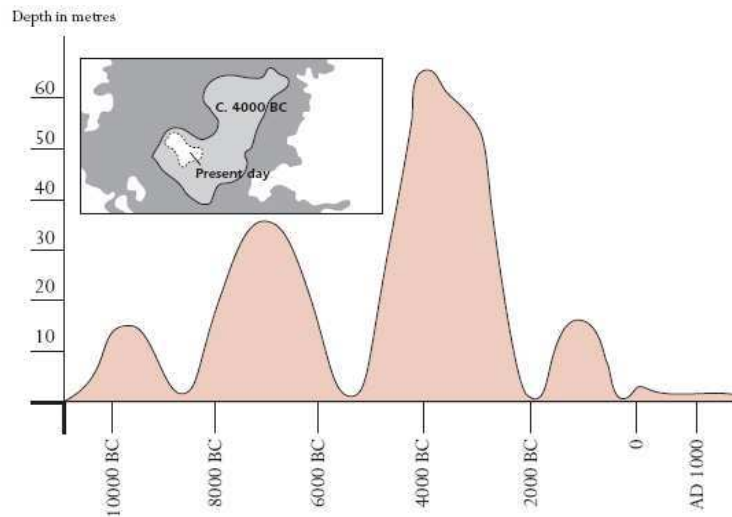 Depth in metres
60
50
40
30
20
10
C. 4000 BC
Present day
10000 BC
8000 BC
6000 BC
4000 BC
2000 BC
0
AD 1000